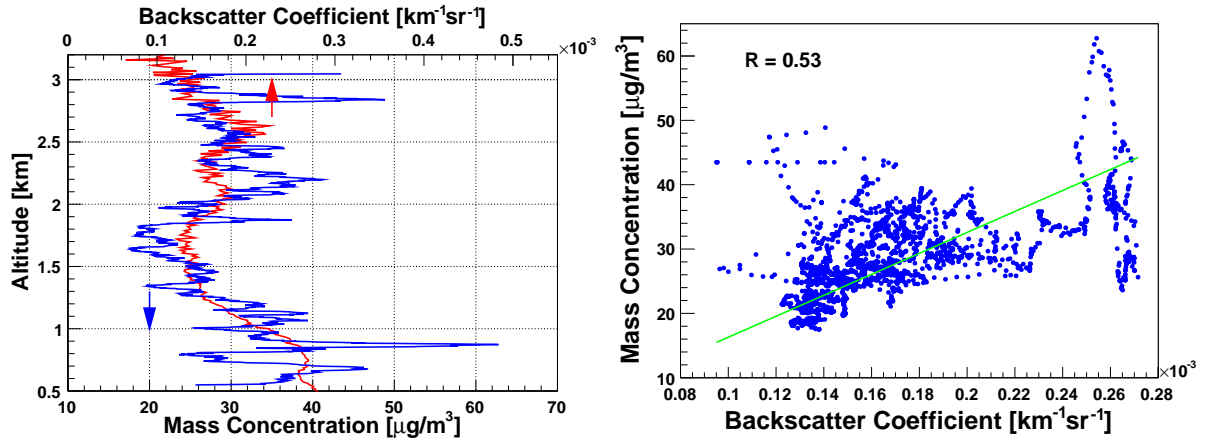 Backscatter Coefficient [km⁻¹sr⁻¹]
0 0.1 0.2 0.3 0.4 0.5
×10⁻³
3
2.5
2
1.5
1
0.5
Altitude [km]
10 20 30 40 50 60 70
Mass Concentration [μg/m³]
R = 0.53
Mass Concentration [μg/m³]
60
50
40
30
20
10
0.08 0.1 0.12 0.14 0.16 0.18 0.2 0.22 0.24 0.26 0.28
×10⁻³
Backscatter Coefficient [km⁻¹sr⁻¹]